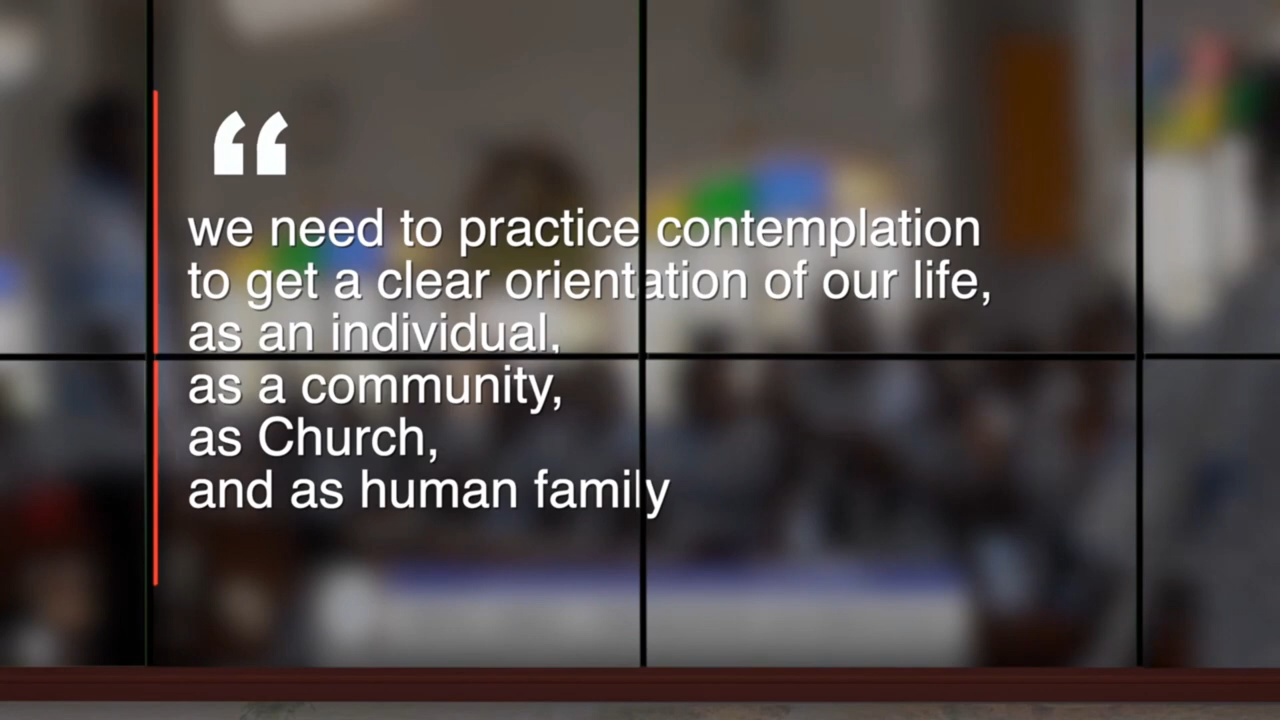 “
we need to practice contemplation
to get a clear orientation of our life,
as an individual,
as a community,
as Church,
and as human family